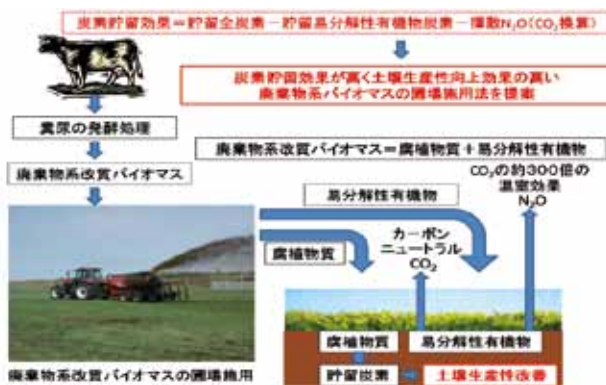 炭素貯留効果＝貯留全炭素－貯留易分解性有機物炭素－揮散N₂O(CO₂換算)
炭素貯留効果が高く土壌生産性向上効果の高い
廃棄物系バイオマスの圃場施用法を提案
糞尿の発酵処理
廃棄物系改質バイオマス＝腐植物質＋易分解性有機物
廃棄物系改質バイオマス
CO₂の約300倍の
温室効果
N₂O
易分解性有機物
腐植物質
カーボン
ニュートラル
CO₂
腐植物質
易分解性有機物
貯留炭素
土壌生産性改善
廃棄物系改質バイオマスの圃場施用